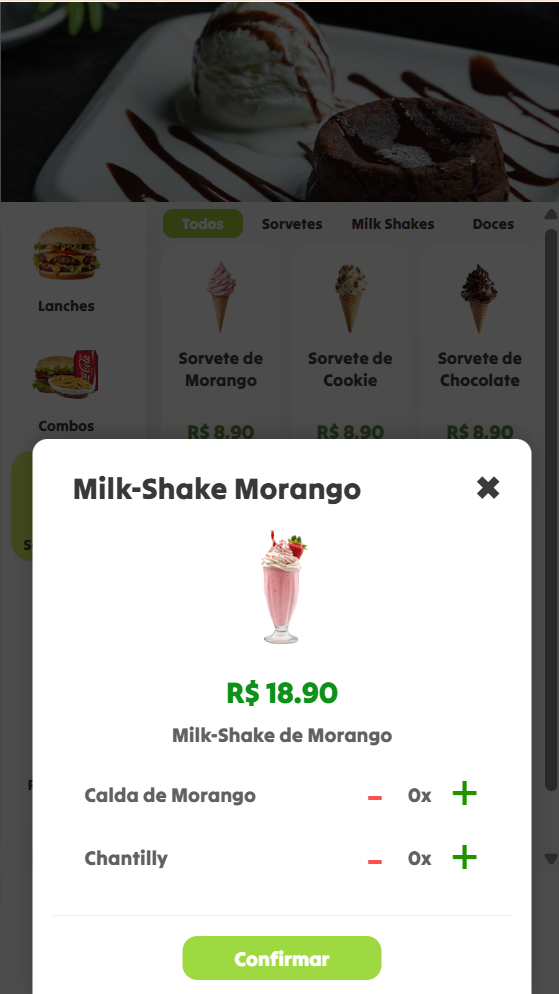 Todos Sorvetes Milk Shakes Doces
Lanches
Combos
Sorvete de Morango
Sorvete de Cookie
Sorvete de Chocolate
R$ 8,90 R$ 8,90 R$ 8,90
Milk-Shake Morango ✖
R$ 18.90
Milk-Shake de Morango
Calda de Morango - 0x +
Chantilly - 0x +
Confirmar